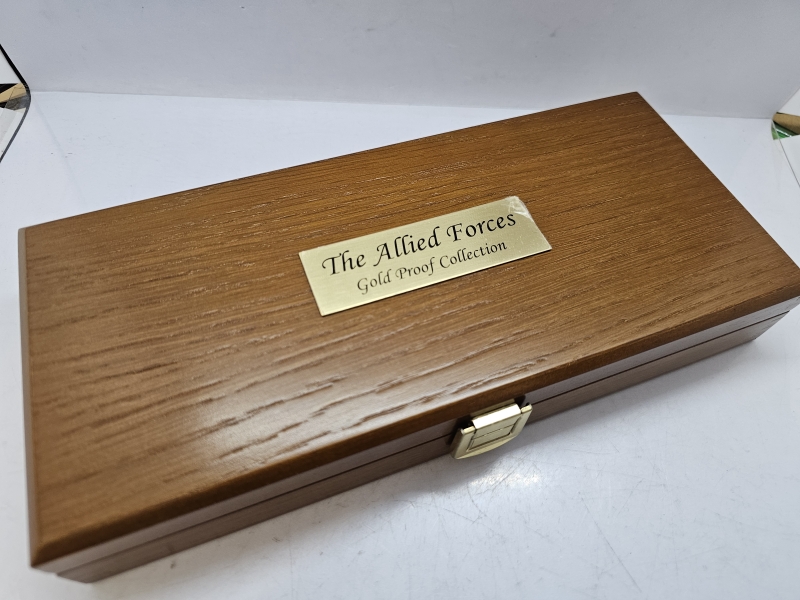 The Allied Forces
Gold Proof Collection